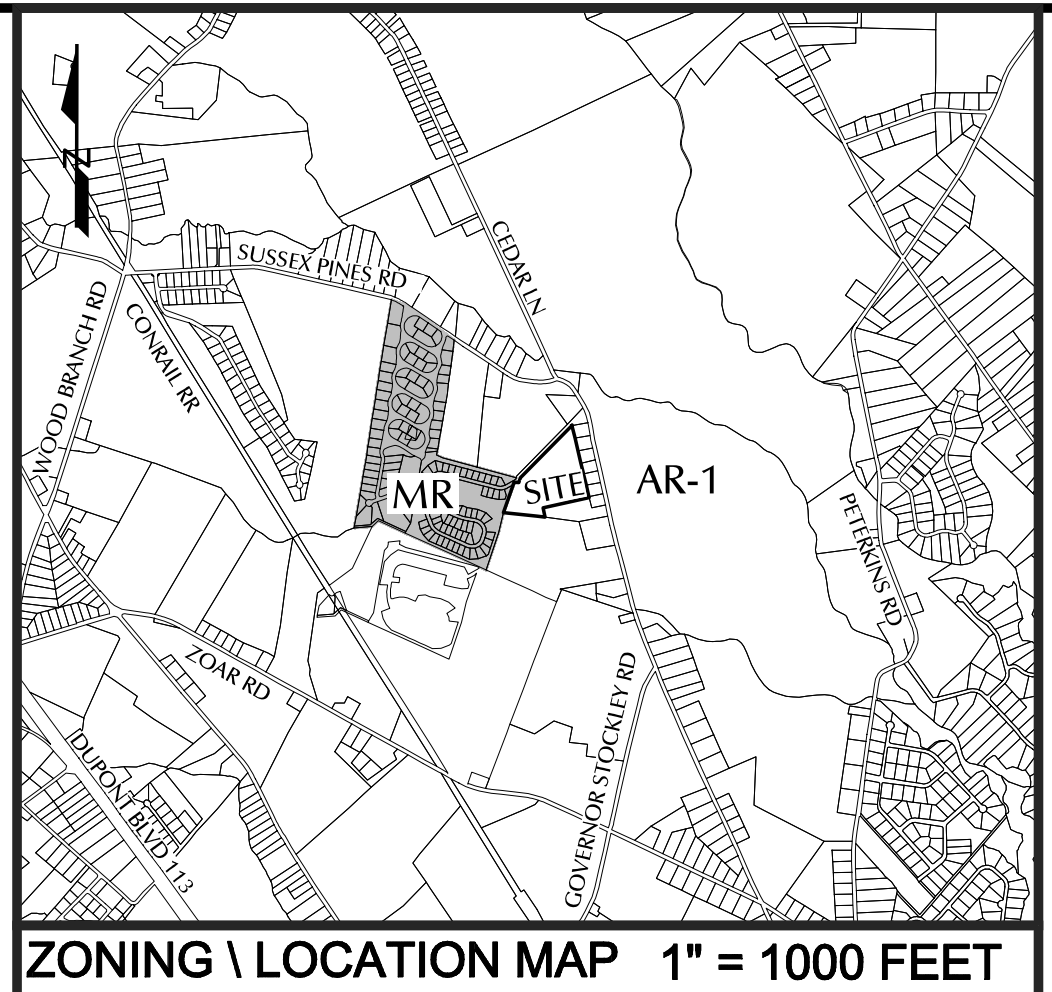 N
SUSSEX PINES RD
CEDAR LN
WOOD BRANCH RD
CONRAIL RR
MR
SITE
AR-1
PETERKINS RD
ZOAR RD
GOVERNOR STOCKLEY RD
DUPONT BLVD 113
ZONING \ LOCATION MAP 1" = 1000 FEET